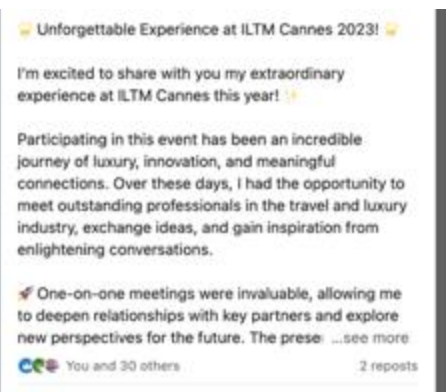 🌟 Unforgettable Experience at ILTM Cannes 2023! 🌟
I'm excited to share with you my extraordinary
experience at ILTM Cannes this year! ✨
Participating in this event has been an incredible
journey of luxury, innovation, and meaningful
connections. Over these days, I had the opportunity to
meet outstanding professionals in the travel and luxury
industry, exchange ideas, and gain inspiration from
enlightening conversations.
🚀 One-on-one meetings were invaluable, allowing me
to deepen relationships with key partners and explore
new perspectives for the future. The prese ...see more
You and 30 others 2 reposts